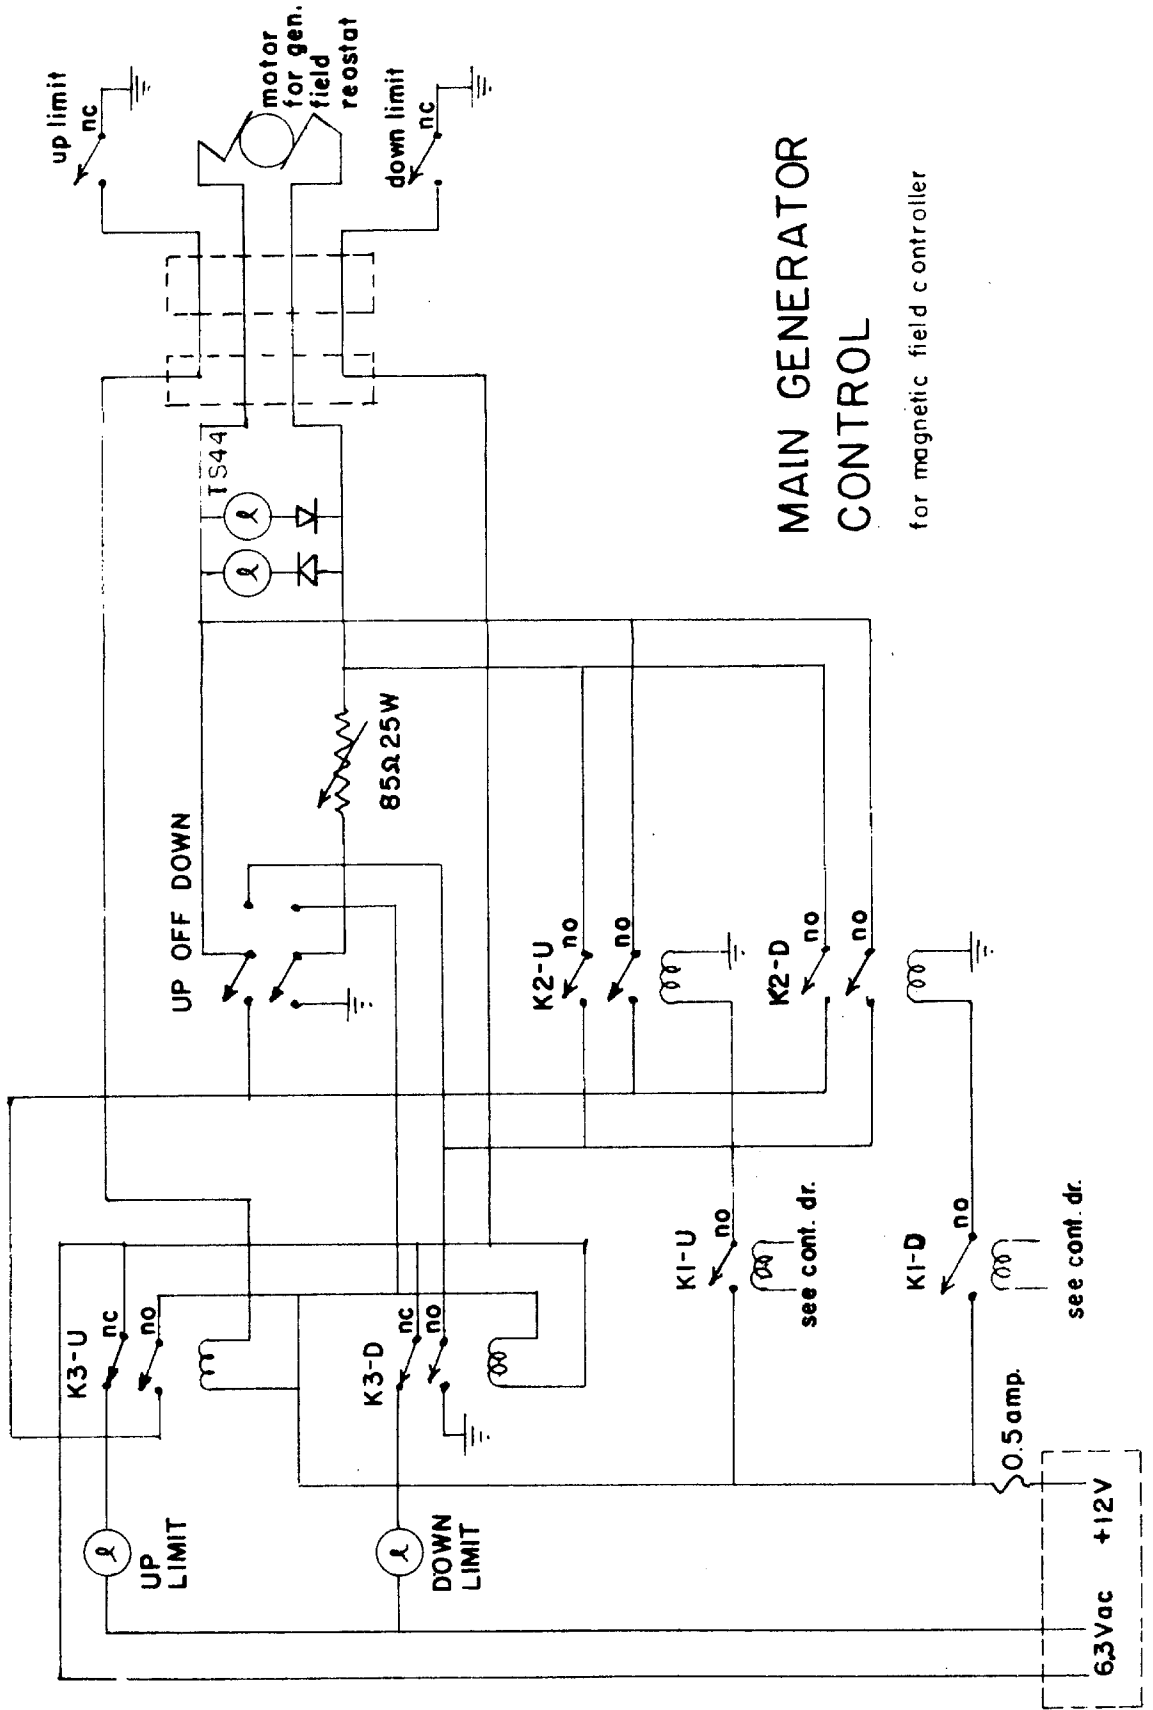 up limit
nc
motor
for gen.
field
reostat
down limit
nc
TS44
UP OFF DOWN
85Ω 25W
K2-U
no
no
K2-D
no
no
K3-U
nc
no
K3-D
nc
no
K1-U
no
see cont. dr.
K1-D
no
see cont. dr.
ℓ
ℓ
ℓ
UP
LIMIT
ℓ
DOWN
LIMIT
0.5 amp.
6.3 Vac
+12V
MAIN GENERATOR
CONTROL
for magnetic field controller